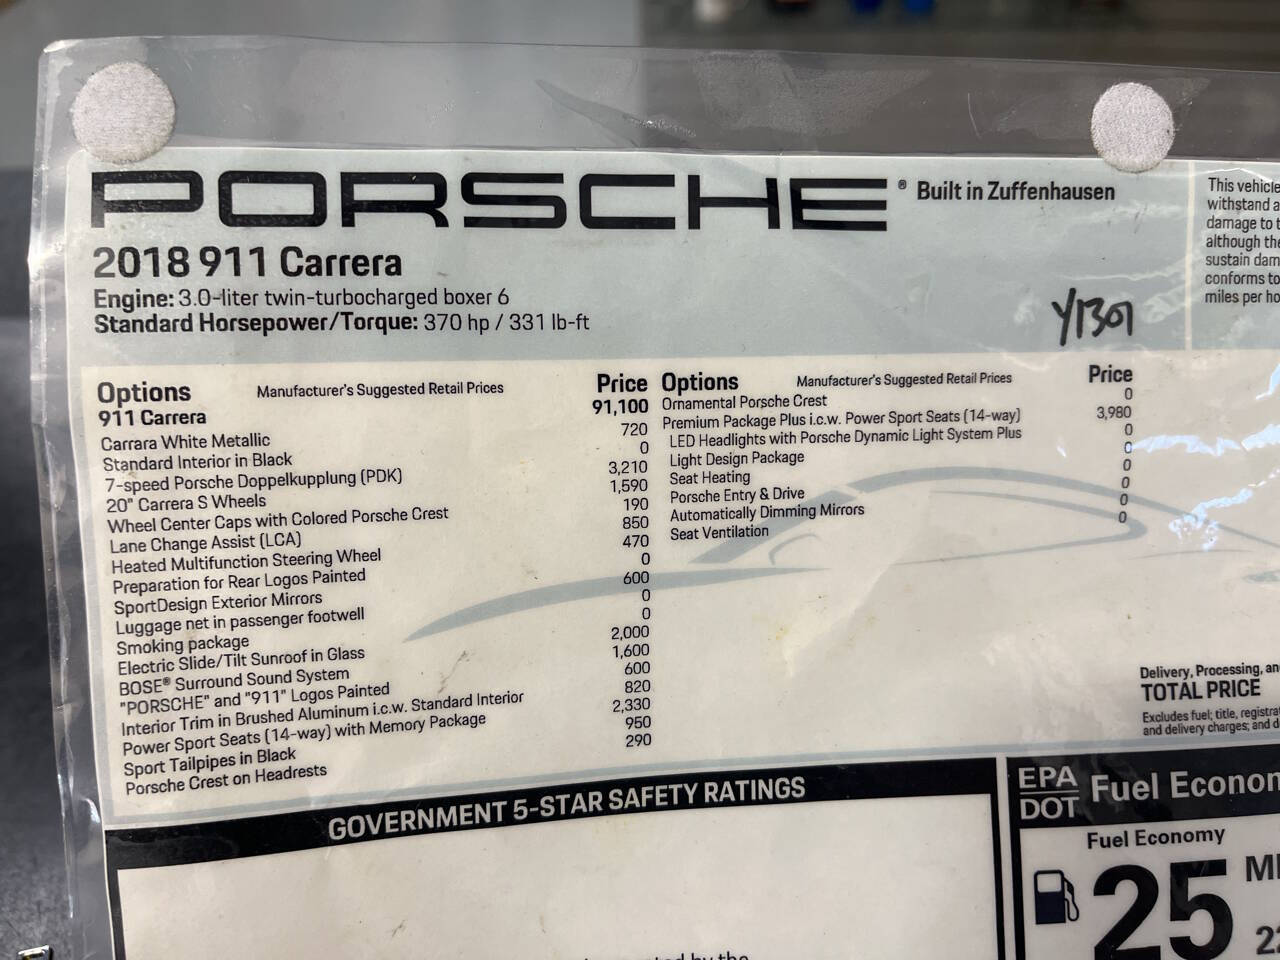 PORSCHE® Built in Zuffenhausen
2018 911 Carrera
Engine: 3.0-liter twin-turbocharged boxer 6
Standard Horsepower/Torque: 370 hp / 331 lb-ft
Y1301
This vehicle
withstand a
damage to t
although the
sustain dam
conforms to
miles per ho
Options Manufacturer's Suggested Retail Prices Price
911 Carrera 91,100
Carrara White Metallic 720
Standard Interior in Black 0
7-speed Porsche Doppelkupplung (PDK) 3,210
20" Carrera S Wheels 1,590
Wheel Center Caps with Colored Porsche Crest 190
Lane Change Assist (LCA) 850
Heated Multifunction Steering Wheel 470
Preparation for Rear Logos Painted 0
SportDesign Exterior Mirrors 600
Luggage net in passenger footwell 0
Smoking package 0
Electric Slide/Tilt Sunroof in Glass 2,000
BOSE® Surround Sound System 1,600
"PORSCHE" and "911" Logos Painted 600
Interior Trim in Brushed Aluminum i.c.w. Standard Interior 820
Power Sport Seats (14-way) with Memory Package 2,330
Sport Tailpipes in Black 950
Porsche Crest on Headrests 290
Options Manufacturer's Suggested Retail Prices Price
Ornamental Porsche Crest 0
Premium Package Plus i.c.w. Power Sport Seats (14-way) 3,980
LED Headlights with Porsche Dynamic Light System Plus 0
Light Design Package 0
Seat Heating 0
Porsche Entry & Drive 0
Automatically Dimming Mirrors 0
Seat Ventilation 0
Delivery, Processing, an
TOTAL PRICE
Excludes fuel; title, registra
and delivery charges; and d
GOVERNMENT 5-STAR SAFETY RATINGS
EPA
DOT Fuel Econom
Fuel Economy
25